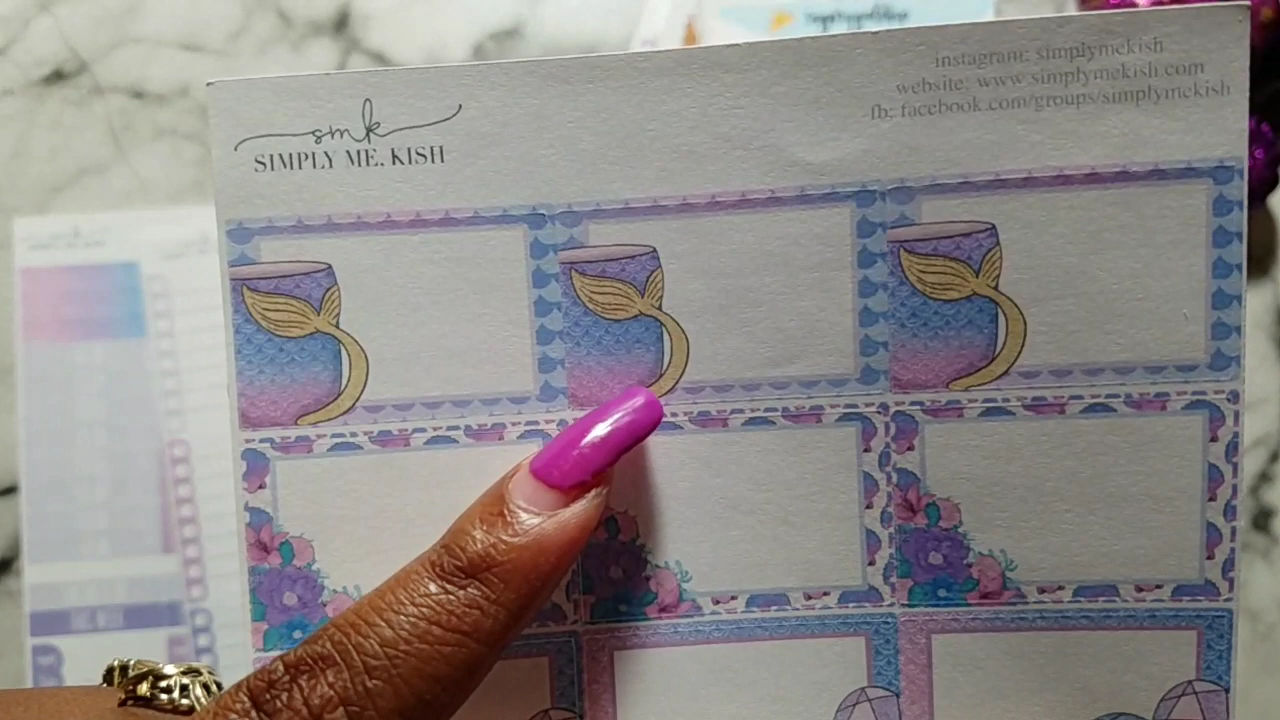 smk
SIMPLY ME. KISH
instagram: simplymekish
website: www.simplymekish.com
fb: facebook.com/groups/simplymekish